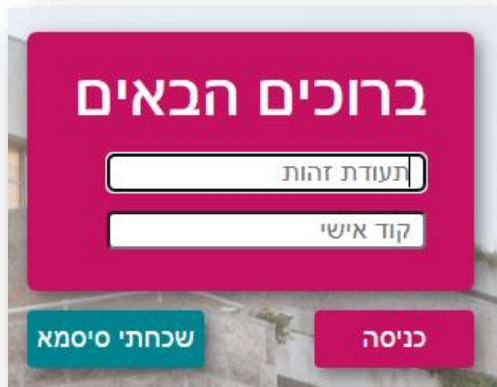 ברוכים הבאים
תעודת זהות
קוד אישי
כניסה
שכחתי סיסמא